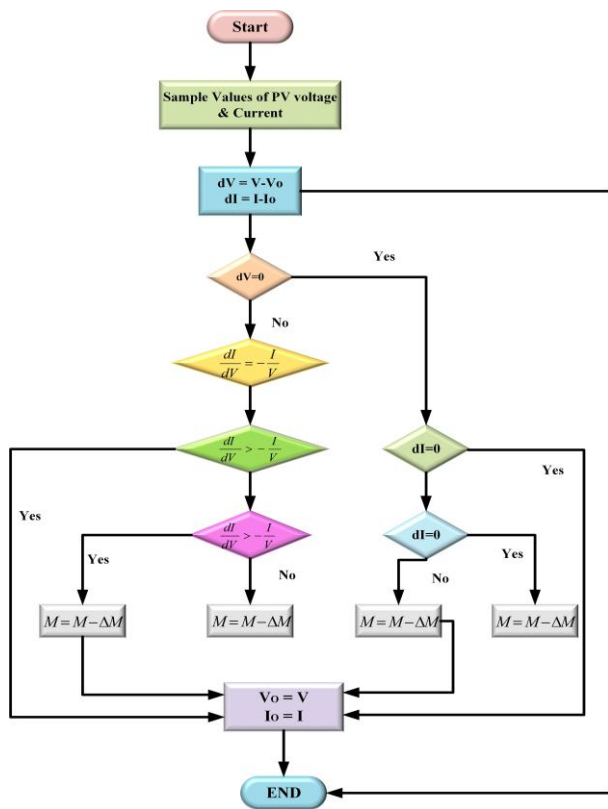 Start
Sample Values of PV voltage
& Current
dV = V-Vo
dI = I-Io
Yes
dV=0
No
dI/dV = - I/V
dI/dV > - I/V
dI=0
Yes
Yes
dI/dV > - I/V
dI=0
Yes
No
No
Yes
M = M - ΔM
M = M - ΔM
M = M - ΔM
M = M - ΔM
Vo = V
Io = I
END